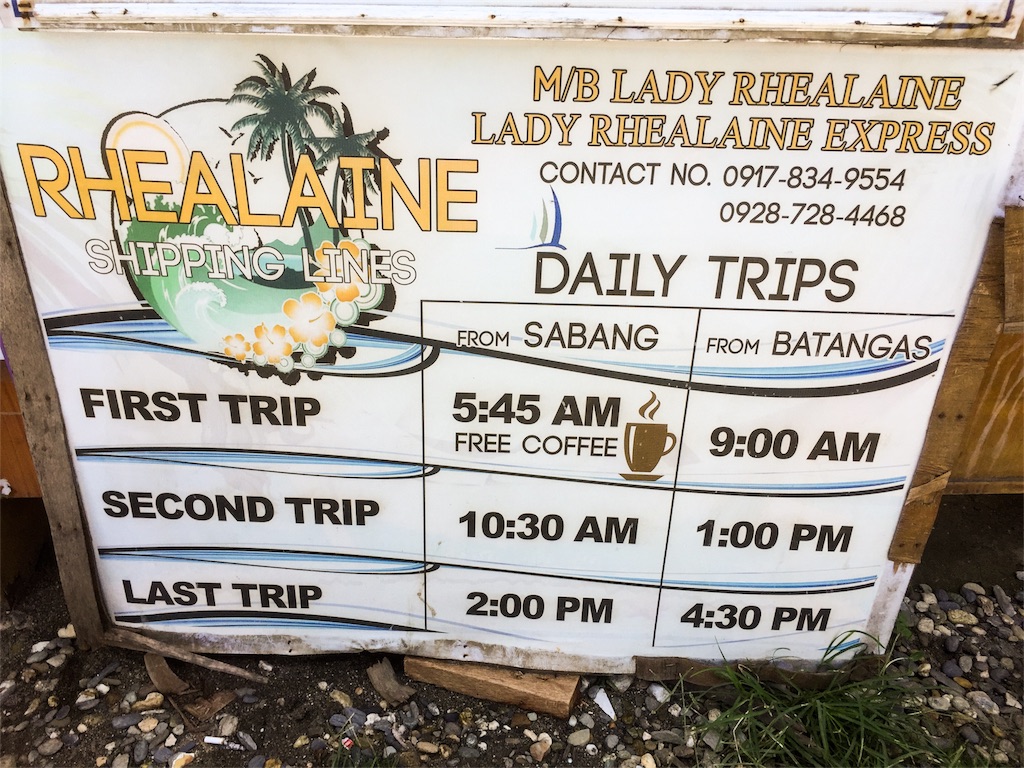 M/B LADY RHEALAINE
LADY RHEALAINE EXPRESS
RHEALAINE
SHIPPING LINES
CONTACT NO. 0917-834-9554
0928-728-4468
DAILY TRIPS
FROM SABANG FROM BATANGAS
FIRST TRIP 5:45 AM 9:00 AM
FREE COFFEE
SECOND TRIP 10:30 AM 1:00 PM
LAST TRIP 2:00 PM 4:30 PM